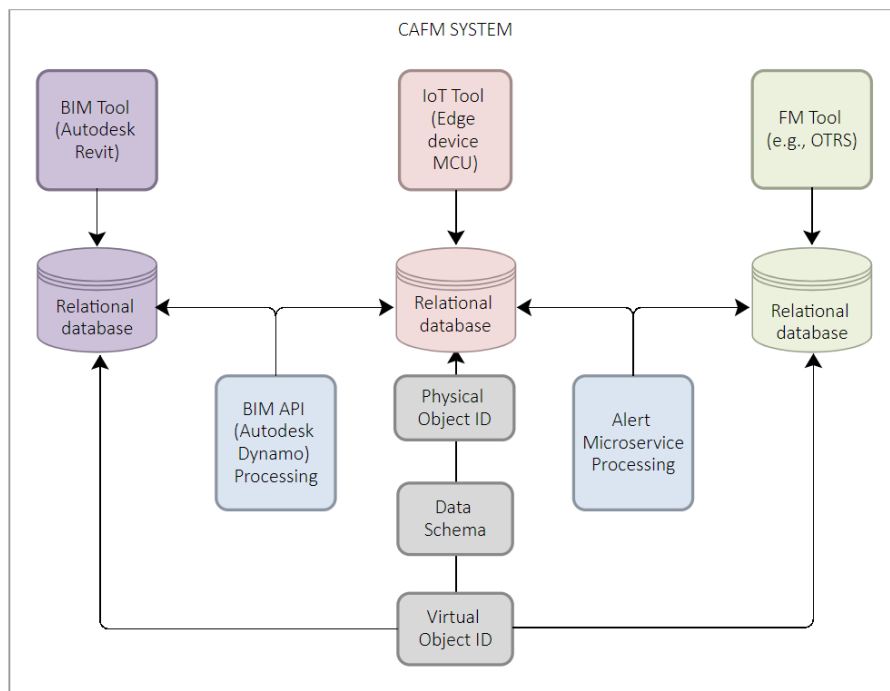 CAFM SYSTEM
BIM Tool
(Autodesk
Revit)
IoT Tool
(Edge
device
MCU)
FM Tool
(e.g., OTRS)
Relational
database
Relational
database
Relational
database
BIM API
(Autodesk
Dynamo)
Processing
Physical
Object ID
Alert
Microservice
Processing
Data
Schema
Virtual
Object ID